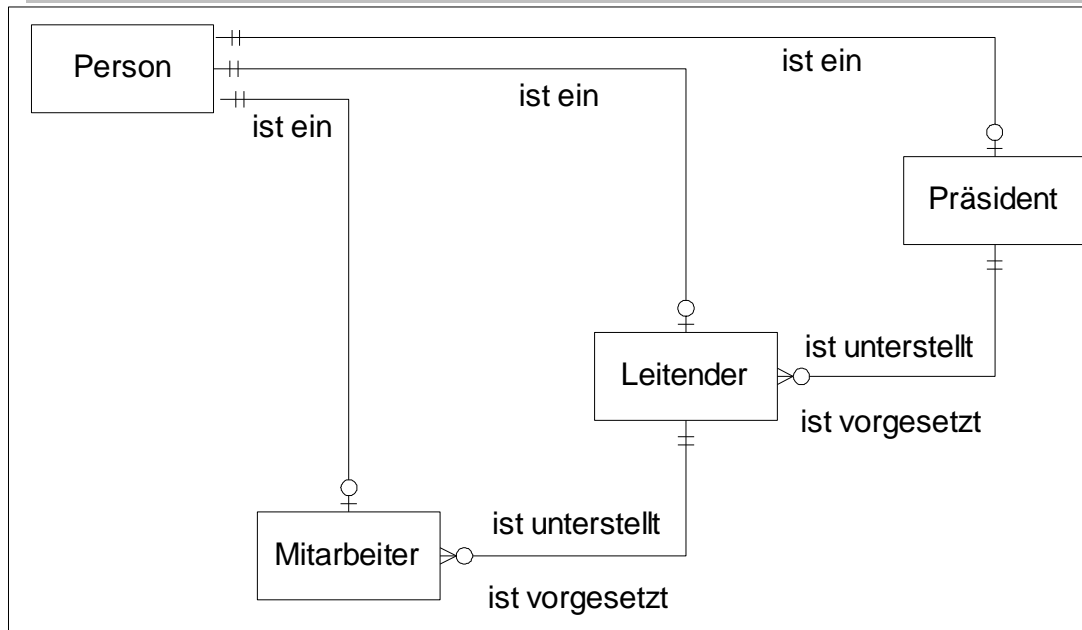 Person
ist ein
ist ein
ist ein
Präsident
Leitender
ist unterstellt
ist vorgesetzt
Mitarbeiter
ist unterstellt
ist vorgesetzt